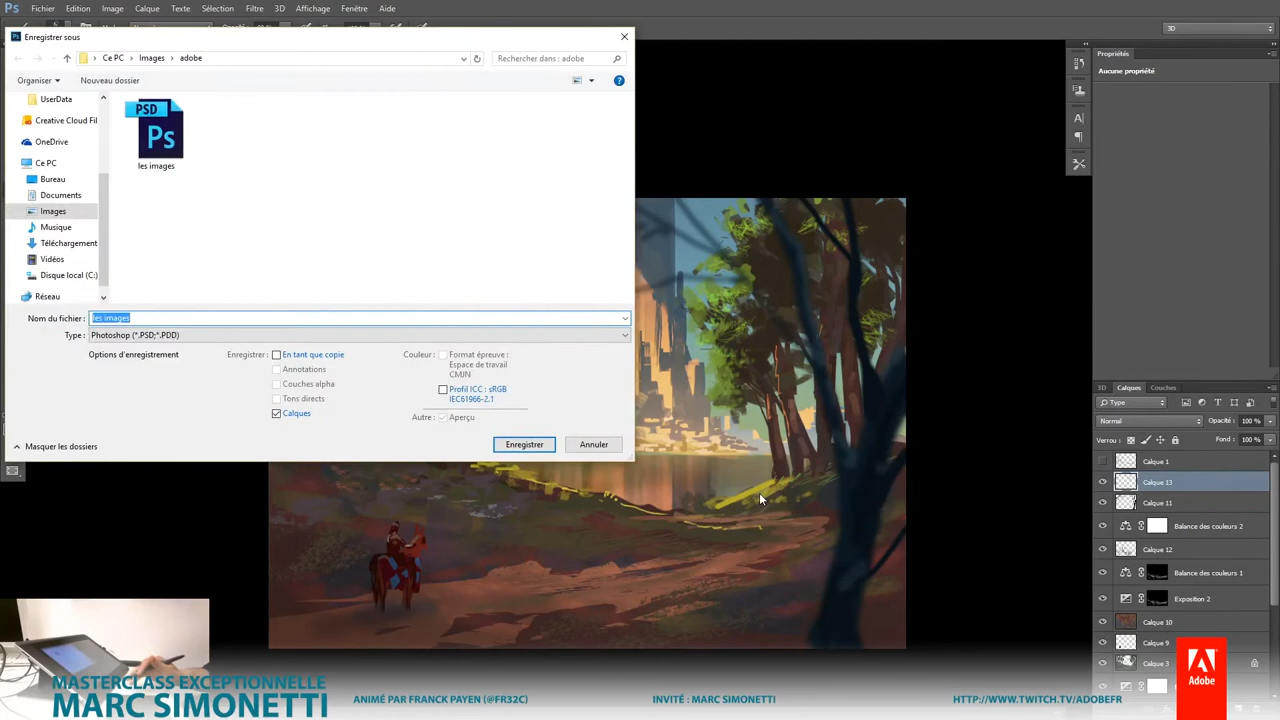 Ps Fichier Edition Image Calque Texte Sélection Filtre 3D Affichage Fenêtre Aide
3D
Ps Enregistrer sous
Ce PC Images adobe
Rechercher dans : adobe
Organiser Nouveau dossier
UserData
Creative Cloud Fil
OneDrive
Ce PC
Bureau
Documents
Images
Musique
Téléchargement
Vidéos
Disque local (C:)
Réseau
PSD
Ps
les images
Nom du fichier : les images
Type : Photoshop (*.PSD;*.PDD)
Options d'enregistrement
Enregistrer :
En tant que copie
Annotations
Couches alpha
Tons directs
Calques
Couleur :
Format épreuve :
Espace de travail
CMJN
Profil ICC : sRGB
IEC61966-2.1
Autre : Aperçu
Masquer les dossiers
Enregistrer
Annuler
Propriétés
Aucune propriété
3D Calques Couches
Type
Normal Opacité : 100 %
Verrou : Fond : 100 %
Calque 1
Calque 13
Calque 11
Balance des couleurs 2
Calque 12
Balance des couleurs 1
Exposition 2
Calque 10
Calque 9
Calque 3
MASTERCLASS EXCEPTIONNELLE
MARC SIMONETTI
ANIMÉ PAR FRANCK PAYEN (@FR32C)
INVITÉ : MARC SIMONETTI
HTTP://WWW.TWITCH.TV/ADOBEFR
Adobe